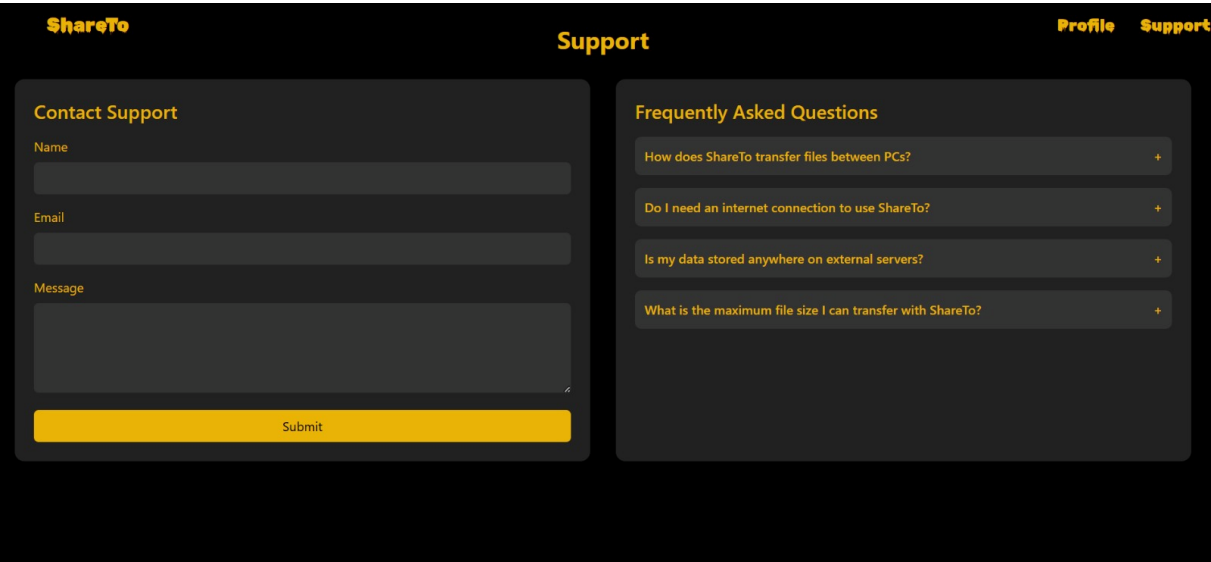 ShareTo
Profile
Support
Support
Contact Support
Name
Email
Message
Submit
Frequently Asked Questions
How does ShareTo transfer files between PCs?
+
Do I need an internet connection to use ShareTo?
+
Is my data stored anywhere on external servers?
+
What is the maximum file size I can transfer with ShareTo?
+